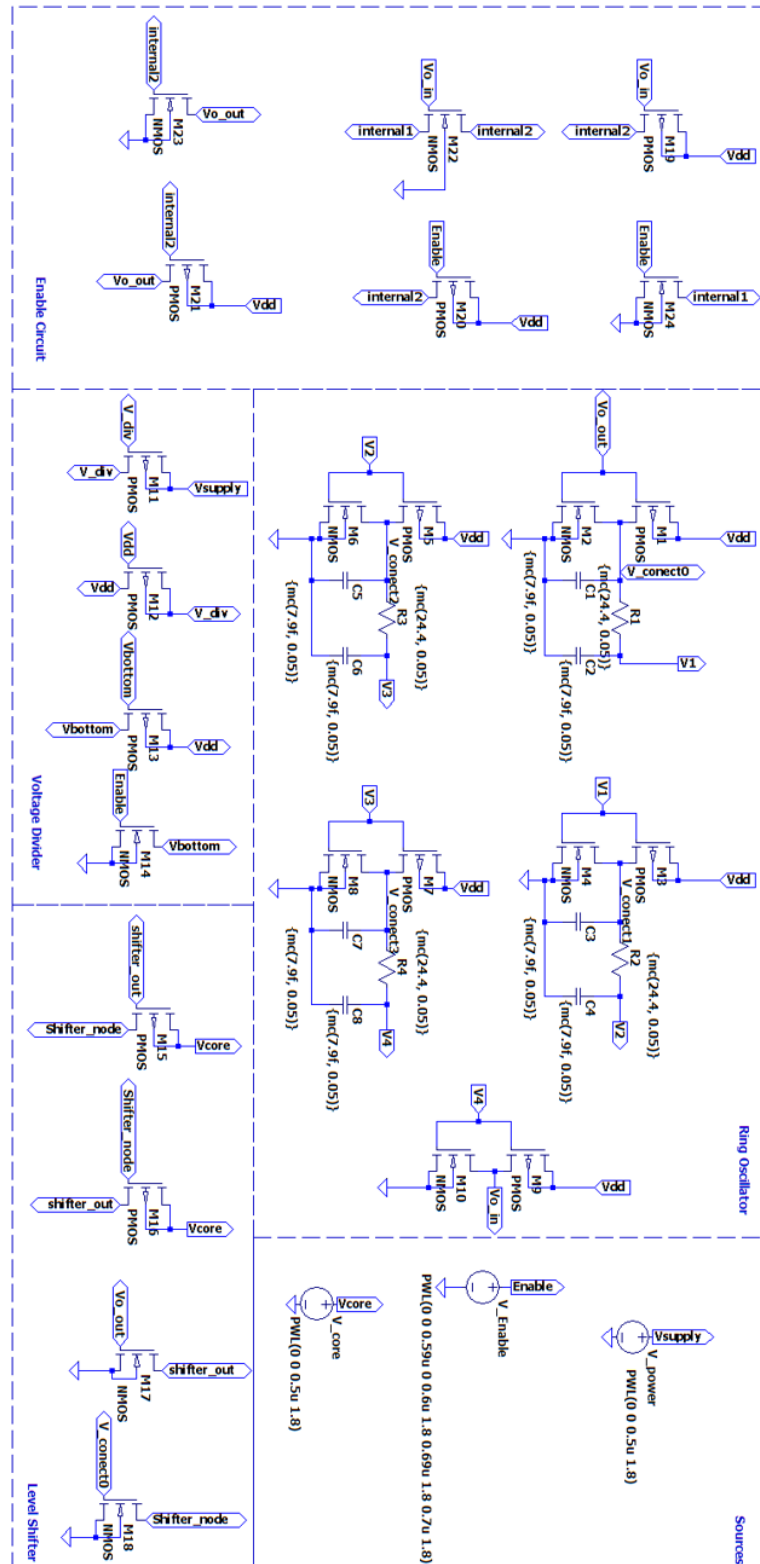 Vo_in
M19
PMOS
Vdd
internal2
Enable
M24
NMOS
internal1
Vo_in
M22
NMOS
internal2
internal1
Enable
M20
PMOS
Vdd
internal2
internal2
M23
NMOS
Vo_out
internal2
M21
PMOS
Vdd
Vo_out
Enable Circuit
Ring Oscillator
Vo_out
M1
PMOS
Vdd
M2
NMOS
V_conect0
R1
{mc(24.4, 0.05)}
C1
{mc(7.9f, 0.05)}
C2
{mc(7.9f, 0.05)}
V1
V1
M3
PMOS
Vdd
M4
NMOS
V_conect1
R2
{mc(24.4, 0.05)}
C3
{mc(7.9f, 0.05)}
C4
{mc(7.9f, 0.05)}
V2
V2
M5
PMOS
Vdd
M6
NMOS
V_conect2
R3
{mc(24.4, 0.05)}
C5
{mc(7.9f, 0.05)}
C6
{mc(7.9f, 0.05)}
V3
V3
M7
PMOS
Vdd
M8
NMOS
V_conect3
R4
{mc(24.4, 0.05)}
C7
{mc(7.9f, 0.05)}
C8
{mc(7.9f, 0.05)}
V4
V4
M9
PMOS
Vdd
M10
NMOS
Vo_in
Sources
Vsupply
V_power
PWL(0 0 0.5u 1.8)
Enable
V_Enable
PWL(0 0 0.59u 0 0.6u 1.8 0.69u 1.8 0.7u 1.8)
Vcore
V_core
PWL(0 0 0.5u 1.8)
V_div
M11
PMOS
Vsupply
V_div
Vdd
M12
PMOS
V_div
Vdd
Vbottom
M13
PMOS
Vdd
Vbottom
Enable
M14
NMOS
Vbottom
Voltage Divider
shifter_out
M15
PMOS
Vcore
Shifter_node
Shifter_node
M16
PMOS
Vcore
shifter_out
Vo_out
M17
NMOS
shifter_out
V_conect0
M18
NMOS
Shifter_node
Level Shifter